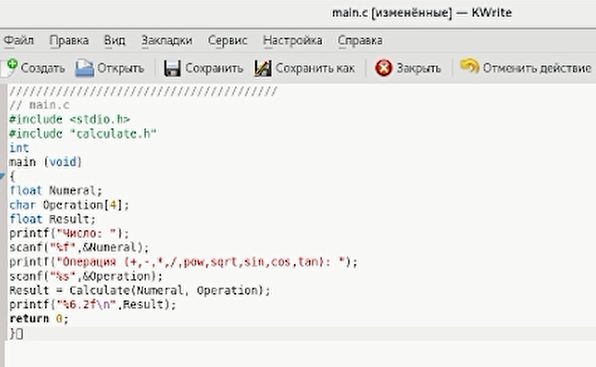 main.c [изменённые] — KWrite
Файл Правка Вид Закладки Сервис Настройка Справка
Создать Открыть Сохранить Сохранить как Закрыть Отменить действие
////////////////////////////////////////
// main.c
#include <stdio.h>
#include "calculate.h"
int
main (void)
{
float Numeral;
char Operation[4];
float Result;
printf("Число: ");
scanf("%f",&Numeral);
printf("Операция (+,-,*,/,pow,sqrt,sin,cos,tan): ");
scanf("%s",&Operation);
Result = Calculate(Numeral, Operation);
printf("%6.2f\n",Result);
return 0;
}